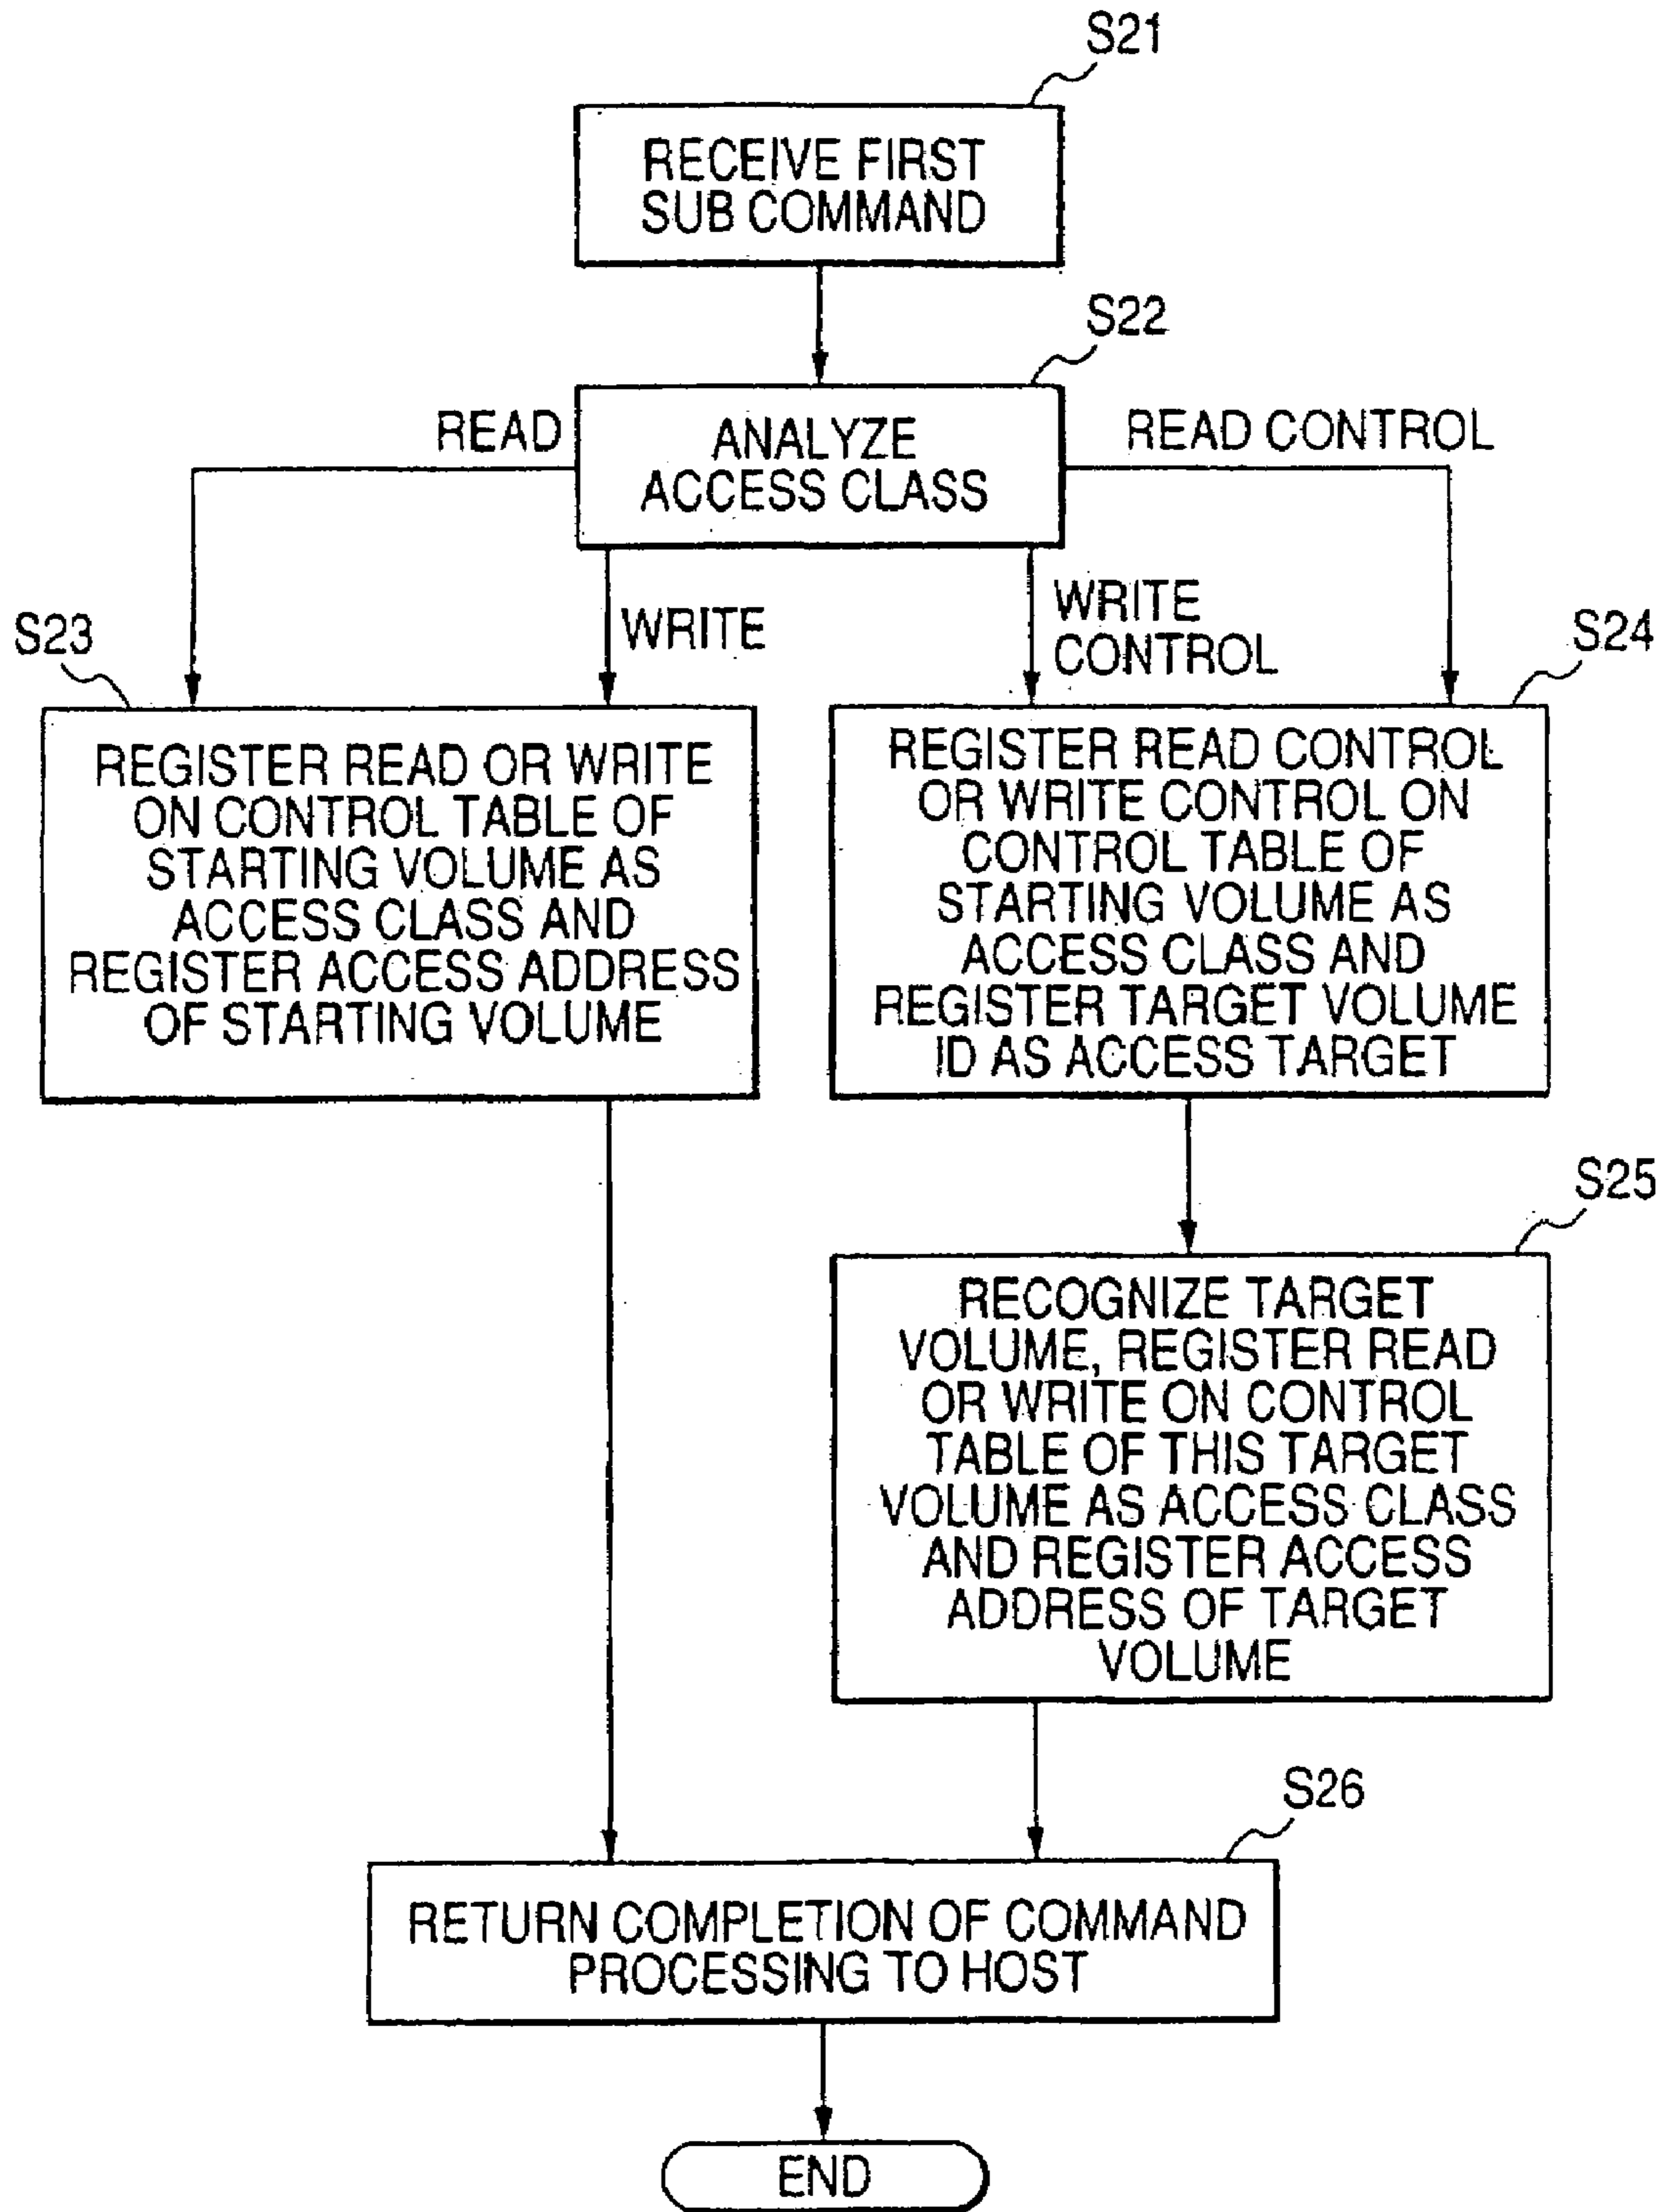 S21
RECEIVE FIRST
SUB COMMAND
S22
READ
ANALYZE
ACCESS CLASS
READ CONTROL
WRITE
WRITE
CONTROL
S23
S24
REGISTER READ OR WRITE
ON CONTROL TABLE OF
STARTING VOLUME AS
ACCESS CLASS AND
REGISTER ACCESS ADDRESS
OF STARTING VOLUME
REGISTER READ CONTROL
OR WRITE CONTROL ON
CONTROL TABLE OF
STARTING VOLUME AS
ACCESS CLASS AND
REGISTER TARGET VOLUME
ID AS ACCESS TARGET
S25
RECOGNIZE TARGET
VOLUME, REGISTER READ
OR WRITE ON CONTROL
TABLE OF THIS TARGET
VOLUME AS ACCESS CLASS
AND REGISTER ACCESS
ADDRESS OF TARGET
VOLUME
S26
RETURN COMPLETION OF COMMAND
PROCESSING TO HOST
END